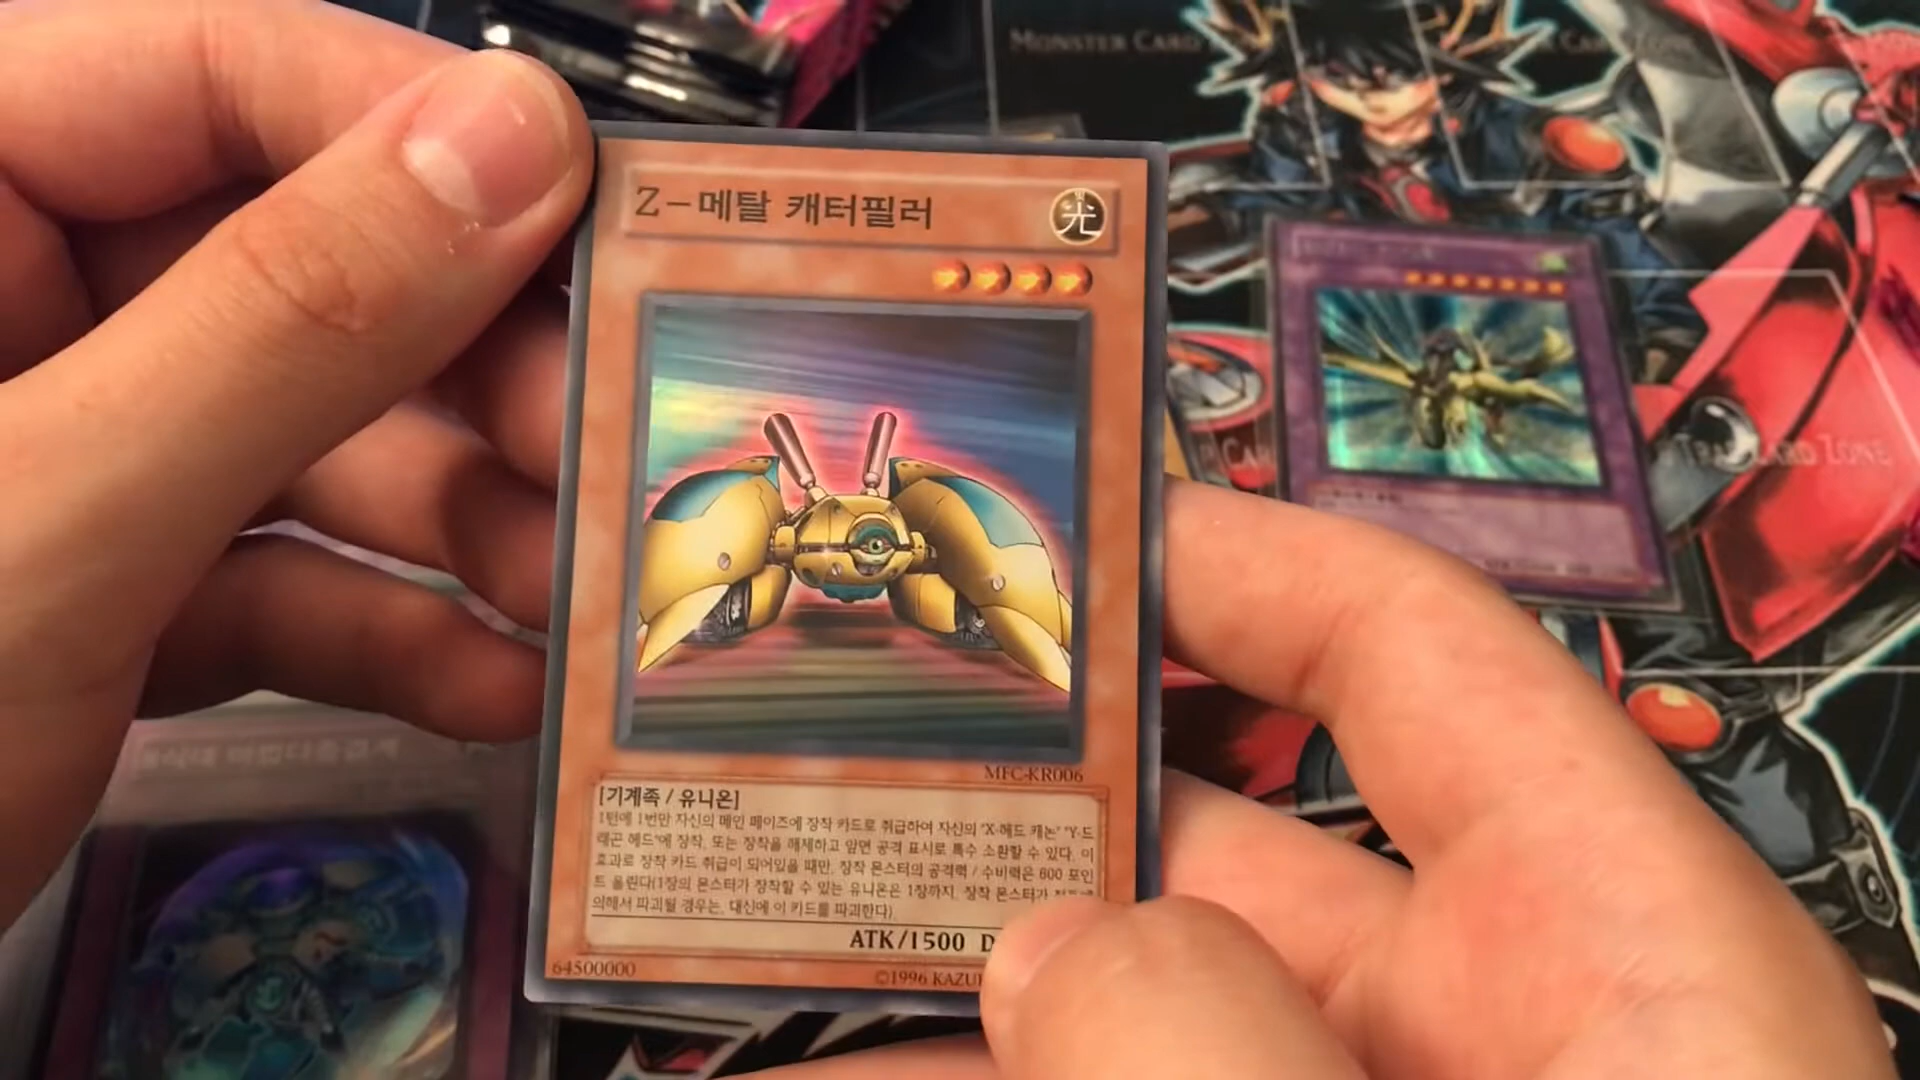 MONSTER CARD
Z-메탈 캐터필러
光
MFC-KR006
[기계족 / 유니온]
1턴에 1번만 자신의 메인 페이즈에 장착 카드로 취급하여 자신의 "X-헤드 캐논" "Y-드
래곤 헤드"에 장착, 또는 장착을 해제하고 앞면 공격 표시로 특수 소환할 수 있다. 이
효과로 장착 카드 취급이 되어있을 때만, 장착 몬스터의 공격력 / 수비력은 600 포인
트 올린다(1장의 몬스터가 장착할 수 있는 유니온은 1장까지. 장착 몬스터가
의해서 파괴될 경우는, 대신에 이 카드를 파괴한다).
ATK/1500 D
64500000
©1996 KAZU
CARD ZONE